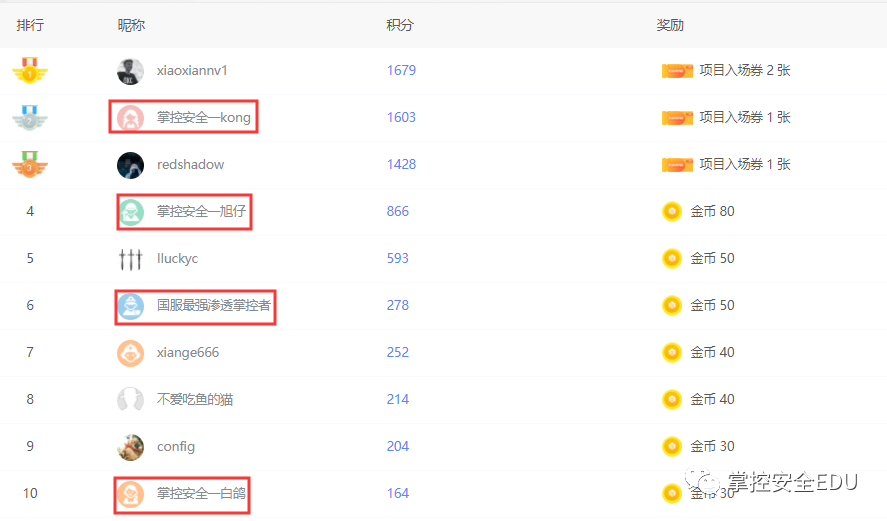 排行 昵称 积分 奖励
1 xiaoxiannv1 1679 项目入场券 2 张
2 掌控安全—kong 1603 项目入场券 1 张
redshadow 1428 项目入场券 1 张
4 掌控安全—旭仔 866 金币 80
5 lluckyc 593 金币 50
6 国服最强渗透掌控者 278 金币 50
7 xiange666 252 金币 40
8 不爱吃鱼的猫 214 金币 40
9 config 204 金币 30
10 掌控安全—白鸽 164 金币 30
掌控安全EDU